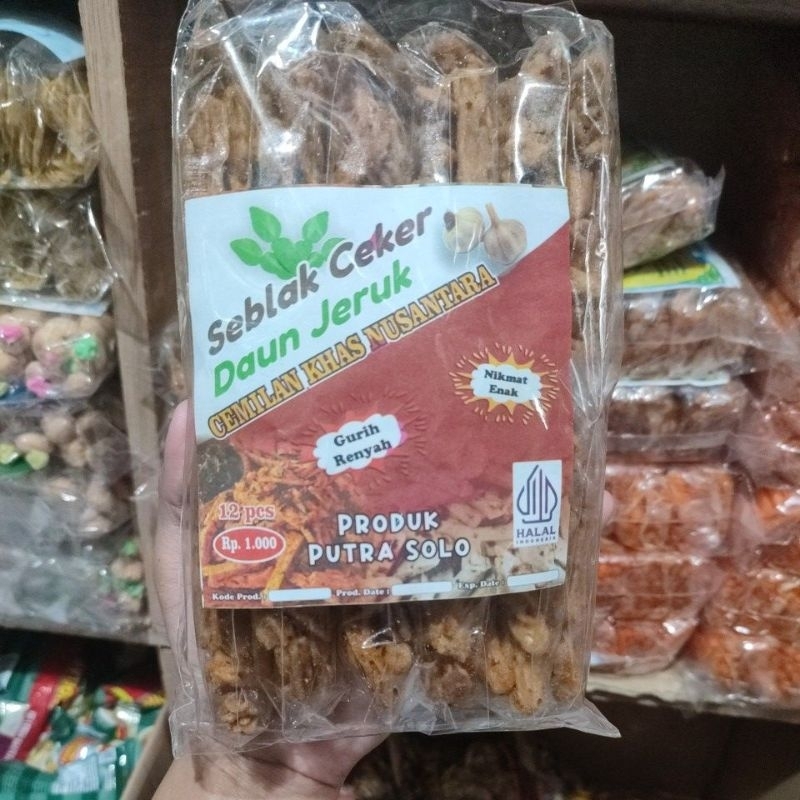 Seblak Ceker
Daun Jeruk
CEMILAN KHAS NUSANTARA
Nikmat
Enak
Gurih
Renyah
12 pcs
Rp. 1.000
PRODUK
PUTRA SOLO
HALAL
INDONESIA
Kode Prod. :
Prod. Date :
Exp. Date :